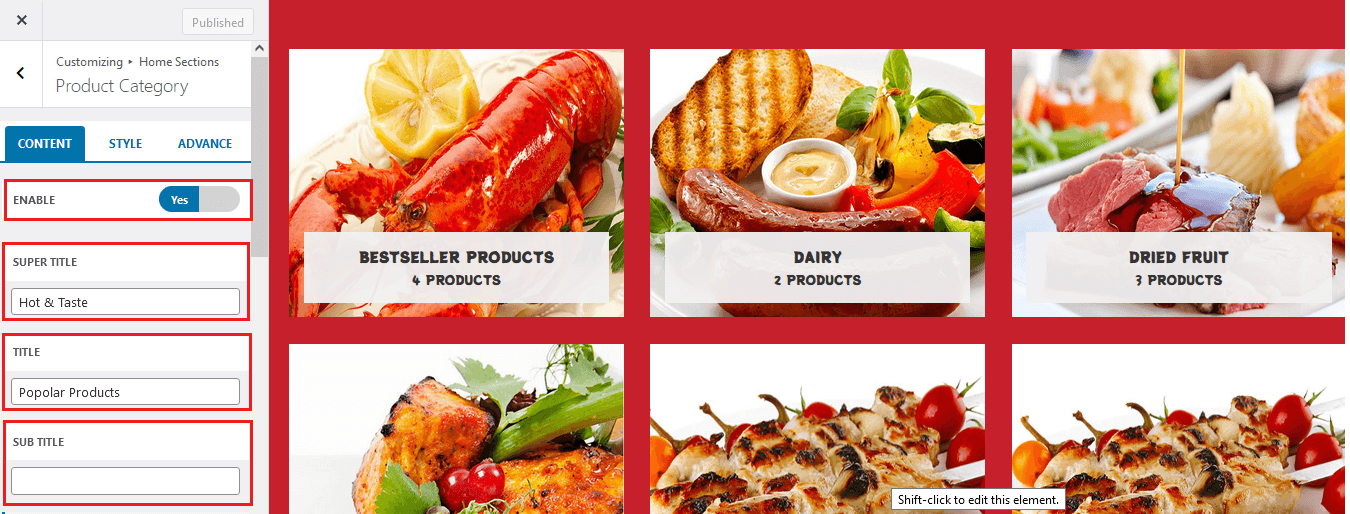 Published
Customizing ▸ Home Sections
Product Category
CONTENT STYLE ADVANCE
ENABLE Yes
SUPER TITLE
Hot & Taste
TITLE
Popolar Products
SUB TITLE
BESTSELLER PRODUCTS
4 PRODUCTS
DAIRY
2 PRODUCTS
DRIED FRUIT
3 PRODUCTS
Shift-click to edit this element.